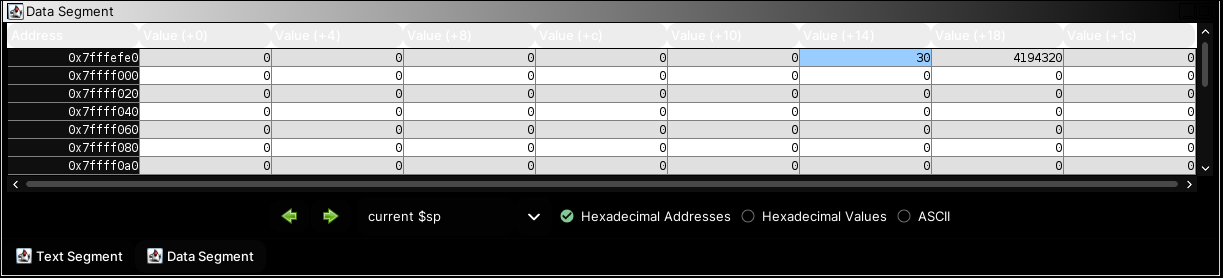 Data Segment
Address Value (+0) Value (+4) Value (+8) Value (+c) Value (+10) Value (+14) Value (+18) Value (+1c)
0x7fffefe0 0 0 0 0 0 30 4194320 0
0x7ffff000 0 0 0 0 0 0 0 0
0x7ffff020 0 0 0 0 0 0 0 0
0x7ffff040 0 0 0 0 0 0 0 0
0x7ffff060 0 0 0 0 0 0 0 0
0x7ffff080 0 0 0 0 0 0 0 0
0x7ffff0a0 0 0 0 0 0 0 0 0
current $sp Hexadecimal Addresses Hexadecimal Values ASCII
Text Segment Data Segment